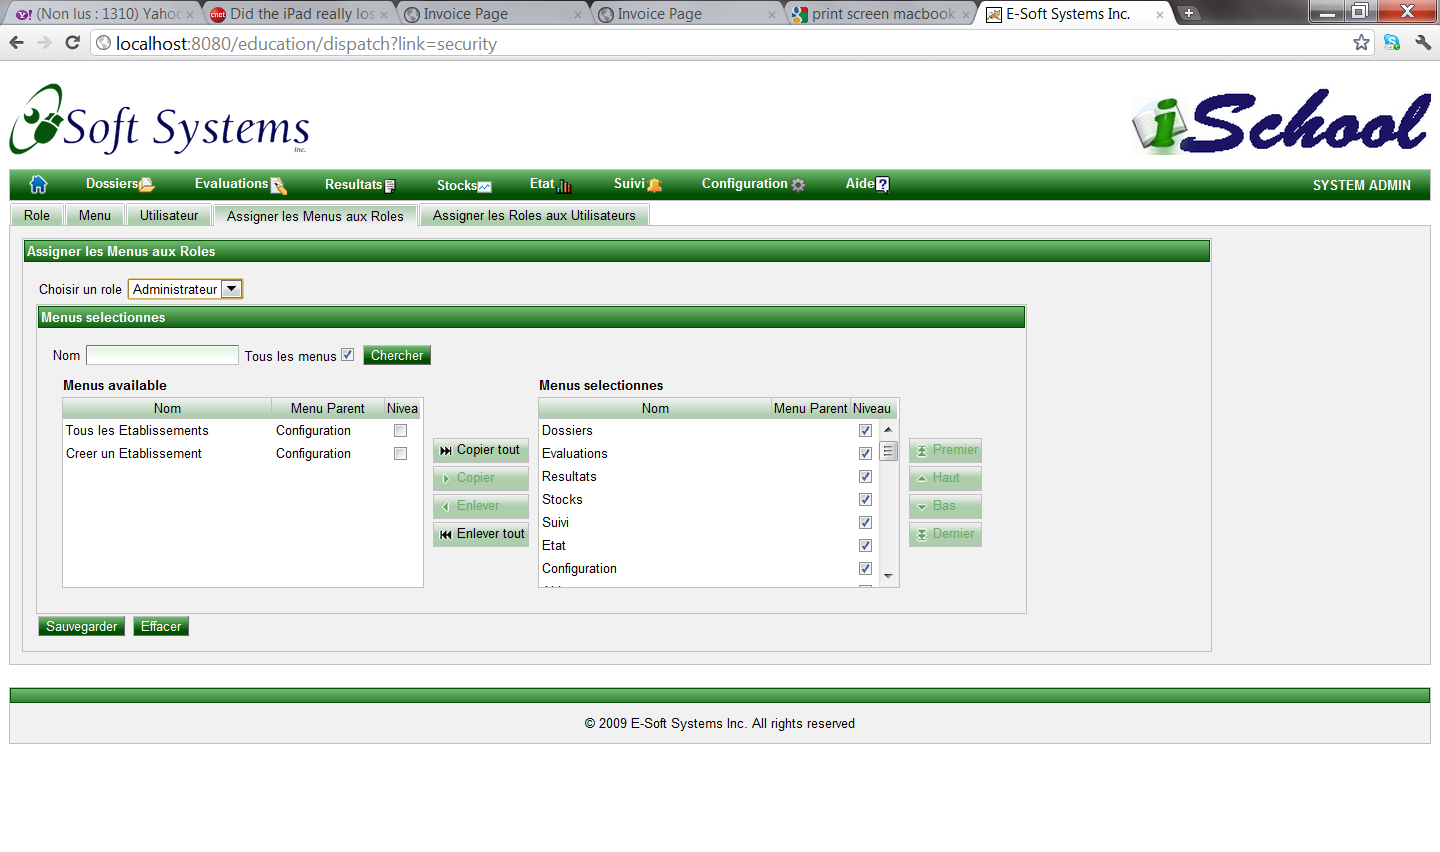 (Non lus : 1310) Yahoo Did the iPad really los Invoice Page Invoice Page print screen macbook E-Soft Systems Inc.
localhost:8080/education/dispatch?link=security
Soft Systems Inc.
iSchool
Dossiers Evaluations Resultats Stocks Etat Suivi Configuration Aide SYSTEM ADMIN
Role Menu Utilisateur Assigner les Menus aux Roles Assigner les Roles aux Utilisateurs
Assigner les Menus aux Roles
Choisir un role Administrateur
Menus selectionnes
Nom Tous les menus Chercher
Menus available Menus selectionnes
Nom Menu Parent Nivea Nom Menu Parent Niveau
Tous les Etablissements Configuration Dossiers
Creer un Etablissement Configuration Evaluations
Copier tout Premier
Resultats
Copier Haut
Stocks
Enlever Bas
Suivi
Enlever tout Dernier
Etat
Configuration
Sauvegarder Effacer
© 2009 E-Soft Systems Inc. All rights reserved